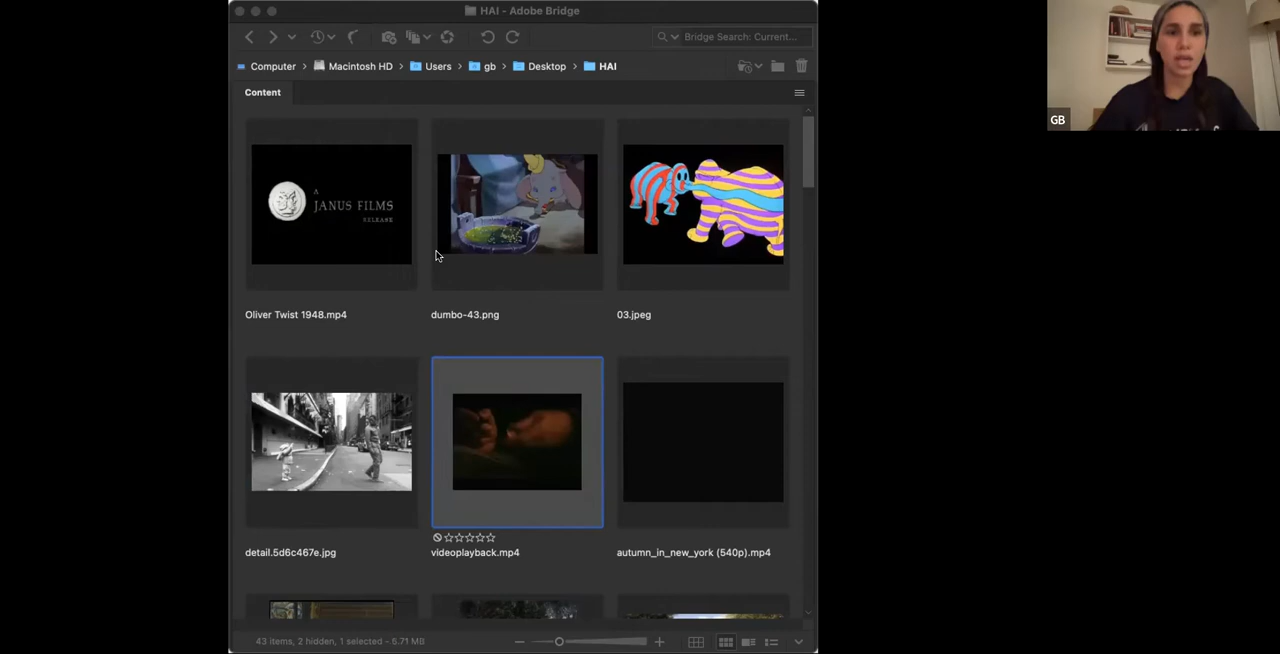 HAI - Adobe Bridge
Bridge Search: Current...
Computer > Macintosh HD > Users > gb > Desktop > HAI
Content
A
JANUS FILMS
RELEASE
Oliver Twist 1948.mp4
dumbo-43.png
03.jpeg
detail.5d6c467e.jpg
videoplayback.mp4
autumn_in_new_york (540p).mp4
43 items, 2 hidden, 1 selected - 5.71 MB
GB